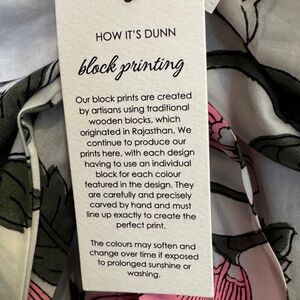 HOW IT'S DUNN
block printing
Our block prints are created
by artisans using traditional
wooden blocks, which
originated in Rajasthan. We
continue to produce our
prints here, with each design
having to use an individual
block for each colour
featured in the design. They
are carefully and precisely
carved by hand and must
line up exactly to create the
perfect print.
The colours may soften and
change over time if exposed
to prolonged sunshine or
washing.